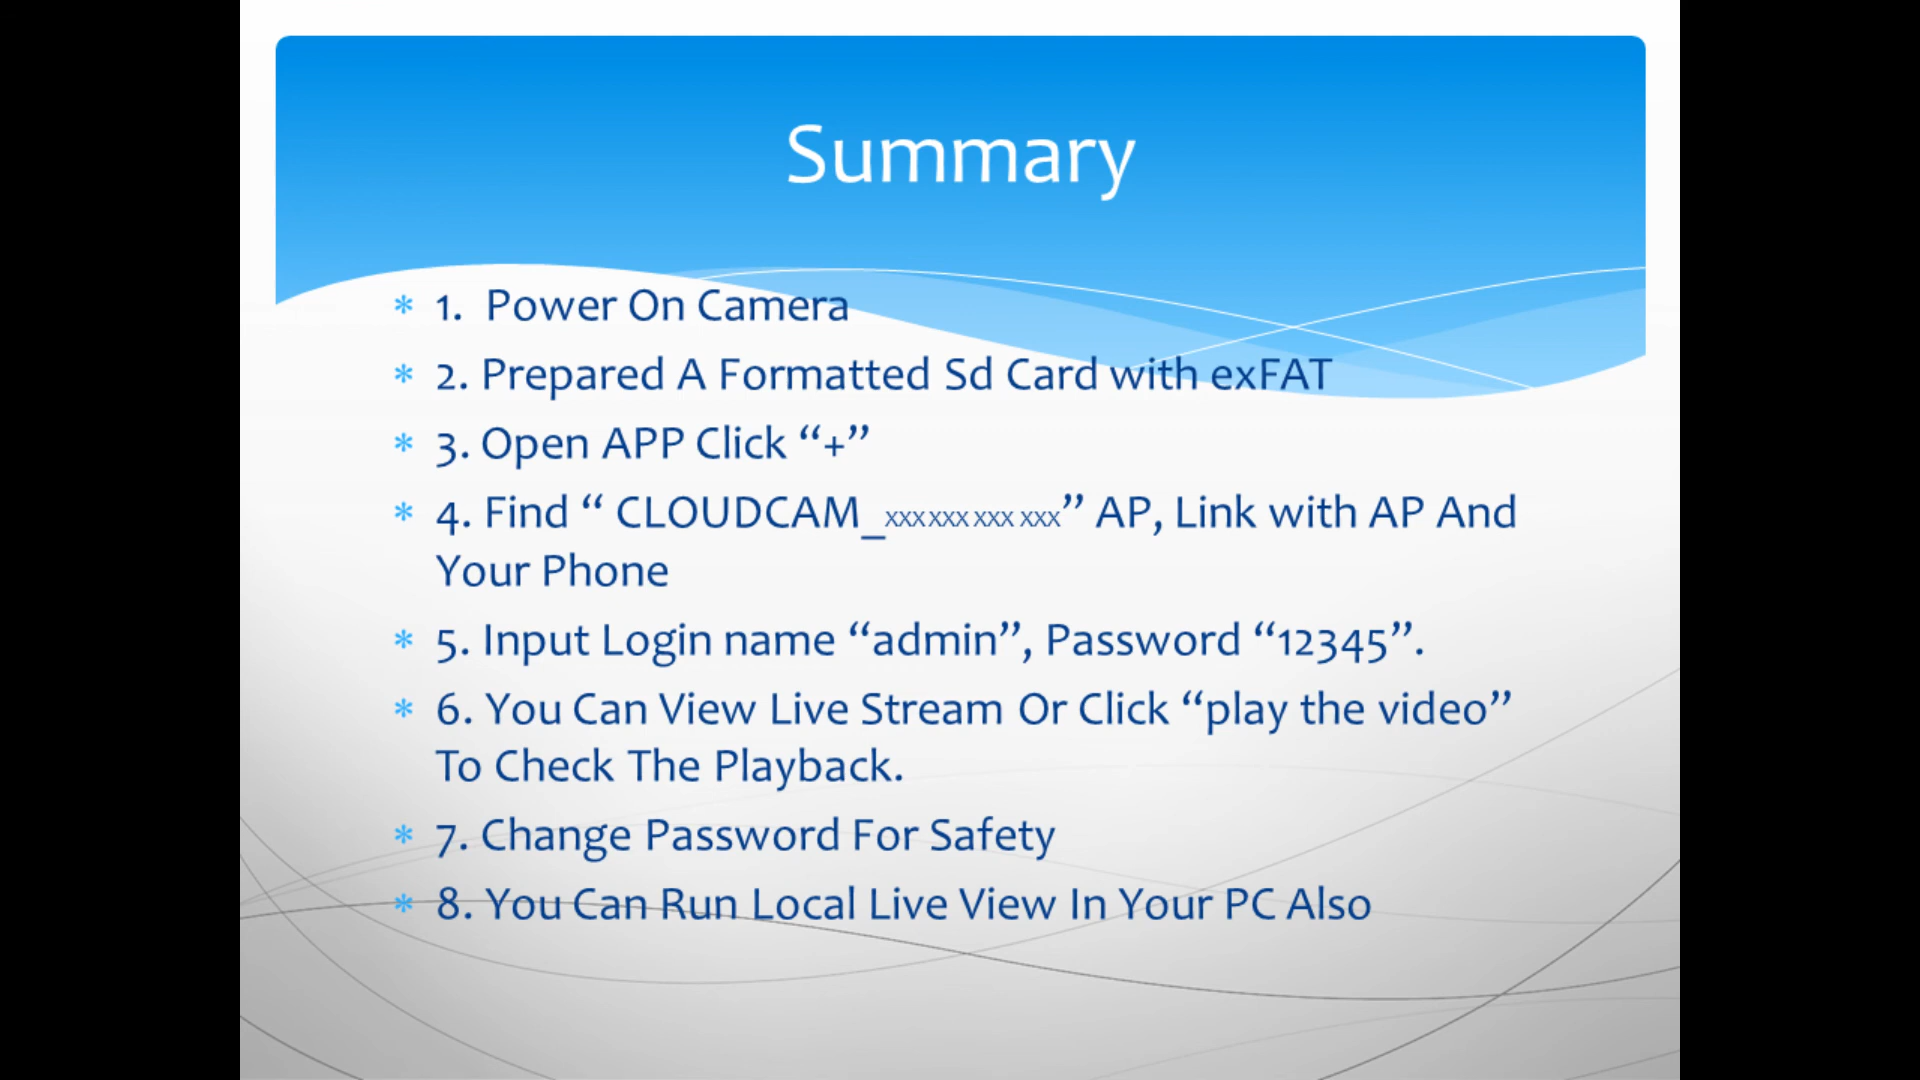 Summary
* 1. Power On Camera
* 2. Prepared A Formatted Sd Card with exFAT
* 3. Open APP Click “+”
* 4. Find “ CLOUDCAM_xxx xxx xxx xxx” AP, Link with AP And
Your Phone
* 5. Input Login name “admin”, Password “12345”.
* 6. You Can View Live Stream Or Click “play the video”
To Check The Playback.
* 7. Change Password For Safety
* 8. You Can Run Local Live View In Your PC Also